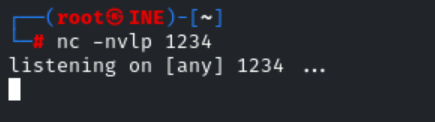 ┌──(root㉿INE)-[~]
└─# nc -nvlp 1234
listening on [any] 1234 ...